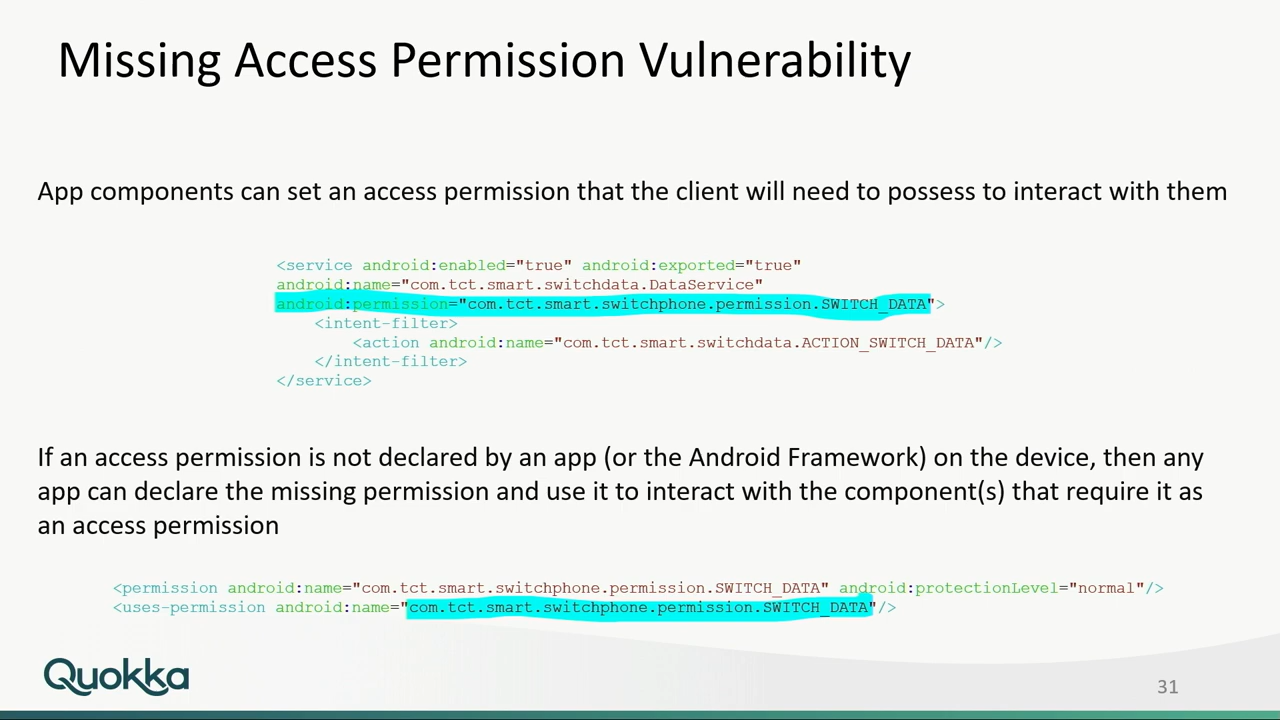 Missing Access Permission Vulnerability
App components can set an access permission that the client will need to possess to interact with them
<service android:enabled="true" android:exported="true"
android:name="com.tct.smart.switchdata.DataService"
android:permission="com.tct.smart.switchphone.permission.SWITCH_DATA">
<intent-filter>
<action android:name="com.tct.smart.switchdata.ACTION_SWITCH_DATA"/>
</intent-filter>
</service>
If an access permission is not declared by an app (or the Android Framework) on the device, then any
app can declare the missing permission and use it to interact with the component(s) that require it as
an access permission
<permission android:name="com.tct.smart.switchphone.permission.SWITCH_DATA" android:protectionLevel="normal"/>
<uses-permission android:name="com.tct.smart.switchphone.permission.SWITCH_DATA"/>
Quokka
31